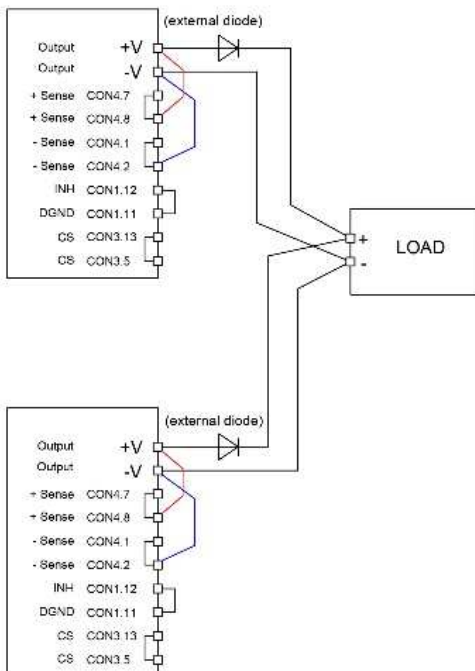 (external diode)
Output +V
Output -V
+ Sense CON4.7
+ Sense CON4.8
- Sense CON4.1
- Sense CON4.2
INH CON1.12
DGND CON1.11
CS CON3.13
CS CON3.5
+ LOAD
-
(external diode)
Output +V
Output -V
+ Sense CON4.7
+ Sense CON4.8
- Sense CON4.1
- Sense CON4.2
INH CON1.12
DGND CON1.11
CS CON3.13
CS CON3.5